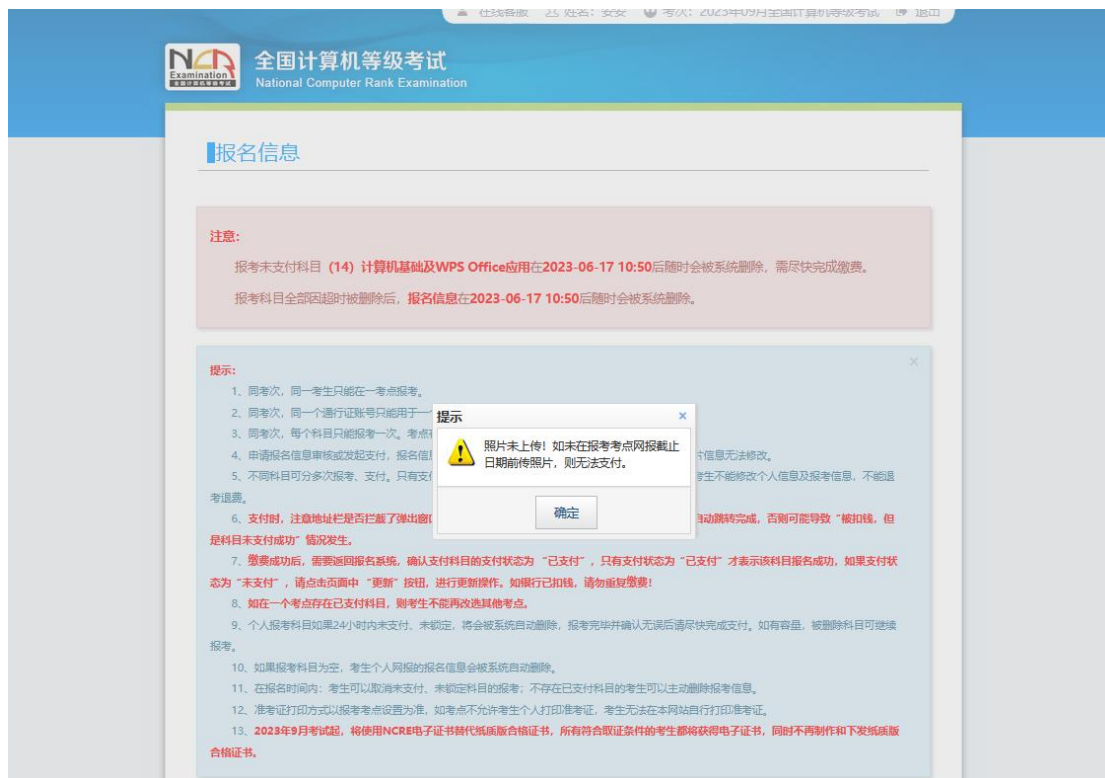 在线客服 姓名：安安 考次：2023年09月全国计算机等级考试 退出
NCR
Examination
全国计算机等级考试
全国计算机等级考试
National Computer Rank Examination
报名信息
注意：
报考未支付科目（14）计算机基础及WPS Office应用在2023-06-17 10:50后随时会被系统删除，需尽快完成缴费。
报考科目全部因超时被删除后，报名信息在2023-06-17 10:50后随时会被系统删除。
提示：
×
1、同考次，同一考生只能在一考点报考。
2、同考次，同一个通行证账号只能用于一
3、同考次，每个科目只能报考一次。考点
4、申请报名信息审核或发起支付，报名信
信息无法修改。
5、不同科目可分多次报考、支付。只有支
考生不能修改个人信息及报考信息，不能退
考退费。
6、支付时，注意地址栏是否拦截了弹出窗
自动跳转完成，否则可能导致“被扣钱，但
是科目未支付成功”情况发生。
7、缴费成功后，需要返回报名系统，确认支付科目的支付状态为 “已支付” ，只有支付状态为 “已支付” 才表示该科目报名成功，如果支付状
态为 “未支付” ，请点击页面中 “更新” 按钮，进行更新操作。如银行已扣钱，请勿重复缴费！
8、如在一个考点存在已支付科目，则考生不能再改选其他考点。
9、个人报考科目如果24小时内未支付、未锁定，将会被系统自动删除，报考完毕并确认无误后请尽快完成支付。如有容量，被删除科目可继续
报考。
10、如果报考科目为空，考生个人网报的报名信息会被系统自动删除。
11、在报名时间内：考生可以取消未支付、未锁定科目的报考；不存在已支付科目的考生可以主动删除报考信息。
12、准考证打印方式以报考考点设置为准，如考点不允许考生个人打印准考证，考生无法在本网站自行打印准考证。
13、2023年9月考试起，将使用NCRE电子证书替代纸质版合格证书，所有符合取证条件的考生都将获得电子证书，同时不再制作和下发纸质版
合格证书。
提示
×
照片未上传！如未在报考考点网报截止
日期前传照片，则无法支付。
确定